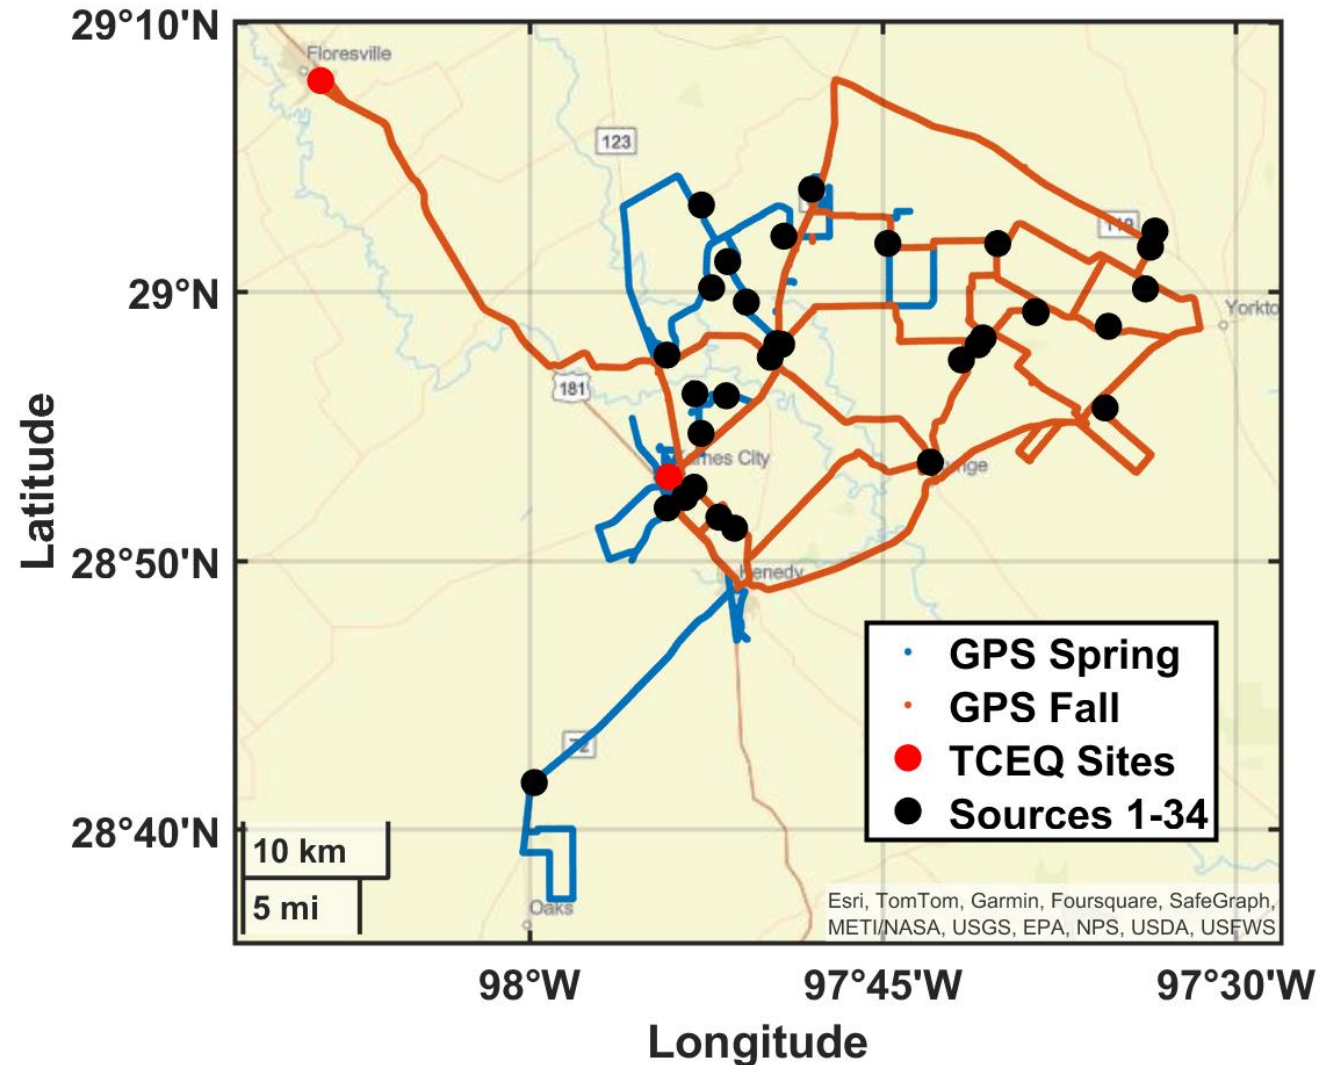 29°10'N
Floresville
123
29°N
Yorkto
181
nes City
nge
28°50'N
Kenedy
GPS Spring
GPS Fall
TCEQ Sites
Sources 1-34
72
28°40'N
10 km
5 mi
Oaks
Esri, TomTom, Garmin, Foursquare, SafeGraph,
METI/NASA, USGS, EPA, NPS, USDA, USFWS
98°W
97°45'W
97°30'W
Longitude
Latitude